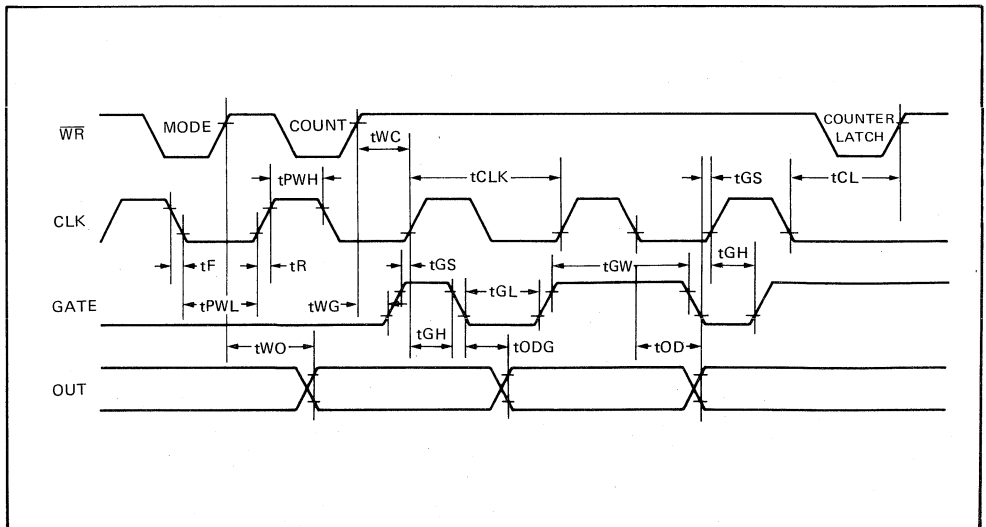 WR
MODE
COUNT
COUNTER
LATCH
tWC
tPWH
tCLK
tGS
tCL
CLK
tF
tR
tGS
tGW
tGH
tPWL
tWG
tGL
GATE
tWO
tGH
tODG
tOD
OUT